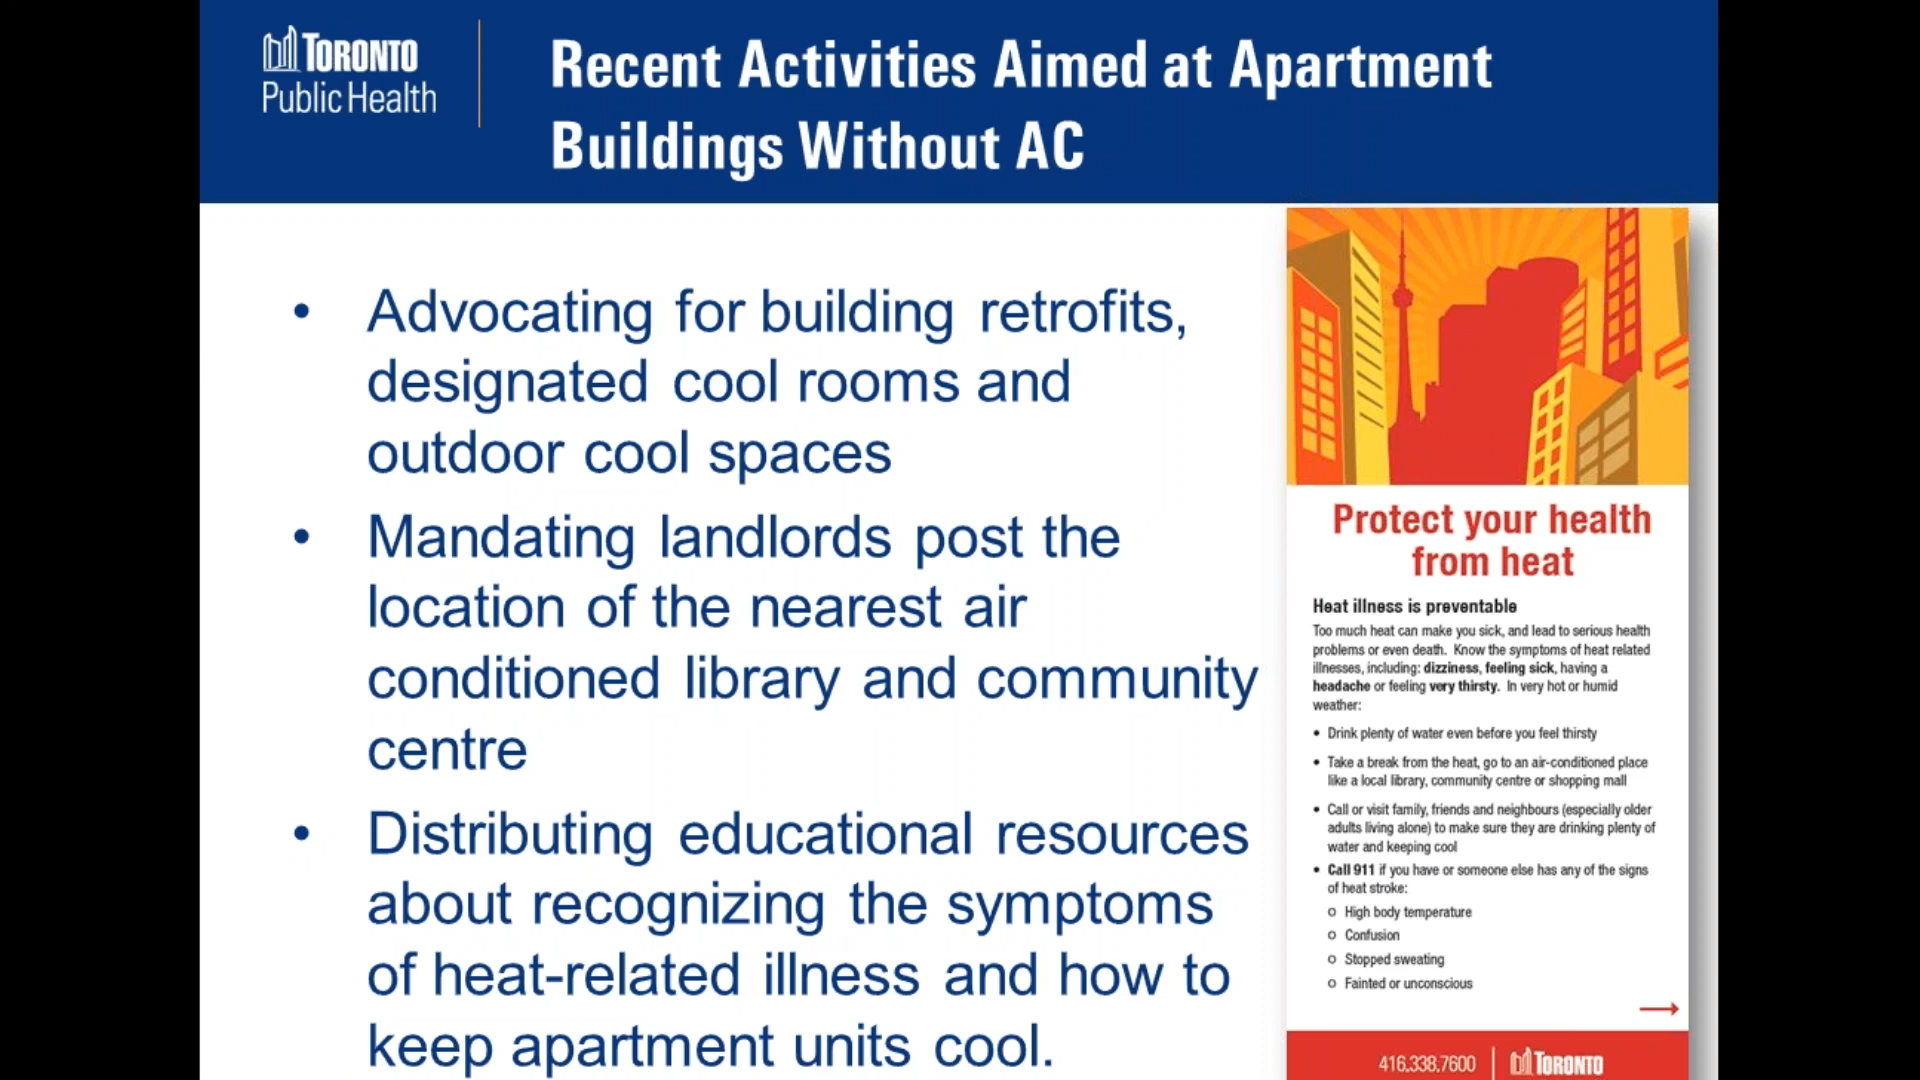 TORONTO
Public Health
Recent Activities Aimed at Apartment
Buildings Without AC
• Advocating for building retrofits,
designated cool rooms and
outdoor cool spaces
• Mandating landlords post the
location of the nearest air
conditioned library and community
centre
• Distributing educational resources
about recognizing the symptoms
of heat-related illness and how to
keep apartment units cool.
Protect your health
from heat
Heat illness is preventable
Too much heat can make you sick, and lead to serious health
problems or even death. Know the symptoms of heat related
illnesses, including: dizziness, feeling sick, having a
headache or feeling very thirsty. In very hot or humid
weather:
• Drink plenty of water even before you feel thirsty
• Take a break from the heat, go to an air-conditioned place
like a local library, community centre or shopping mall
• Call or visit family, friends and neighbours (especially older
adults living alone) to make sure they are drinking plenty of
water and keeping cool
• Call 911 if you have or someone else has any of the signs
of heat stroke:
o High body temperature
o Confusion
o Stopped sweating
o Fainted or unconscious
416.338.7600 | TORONTO